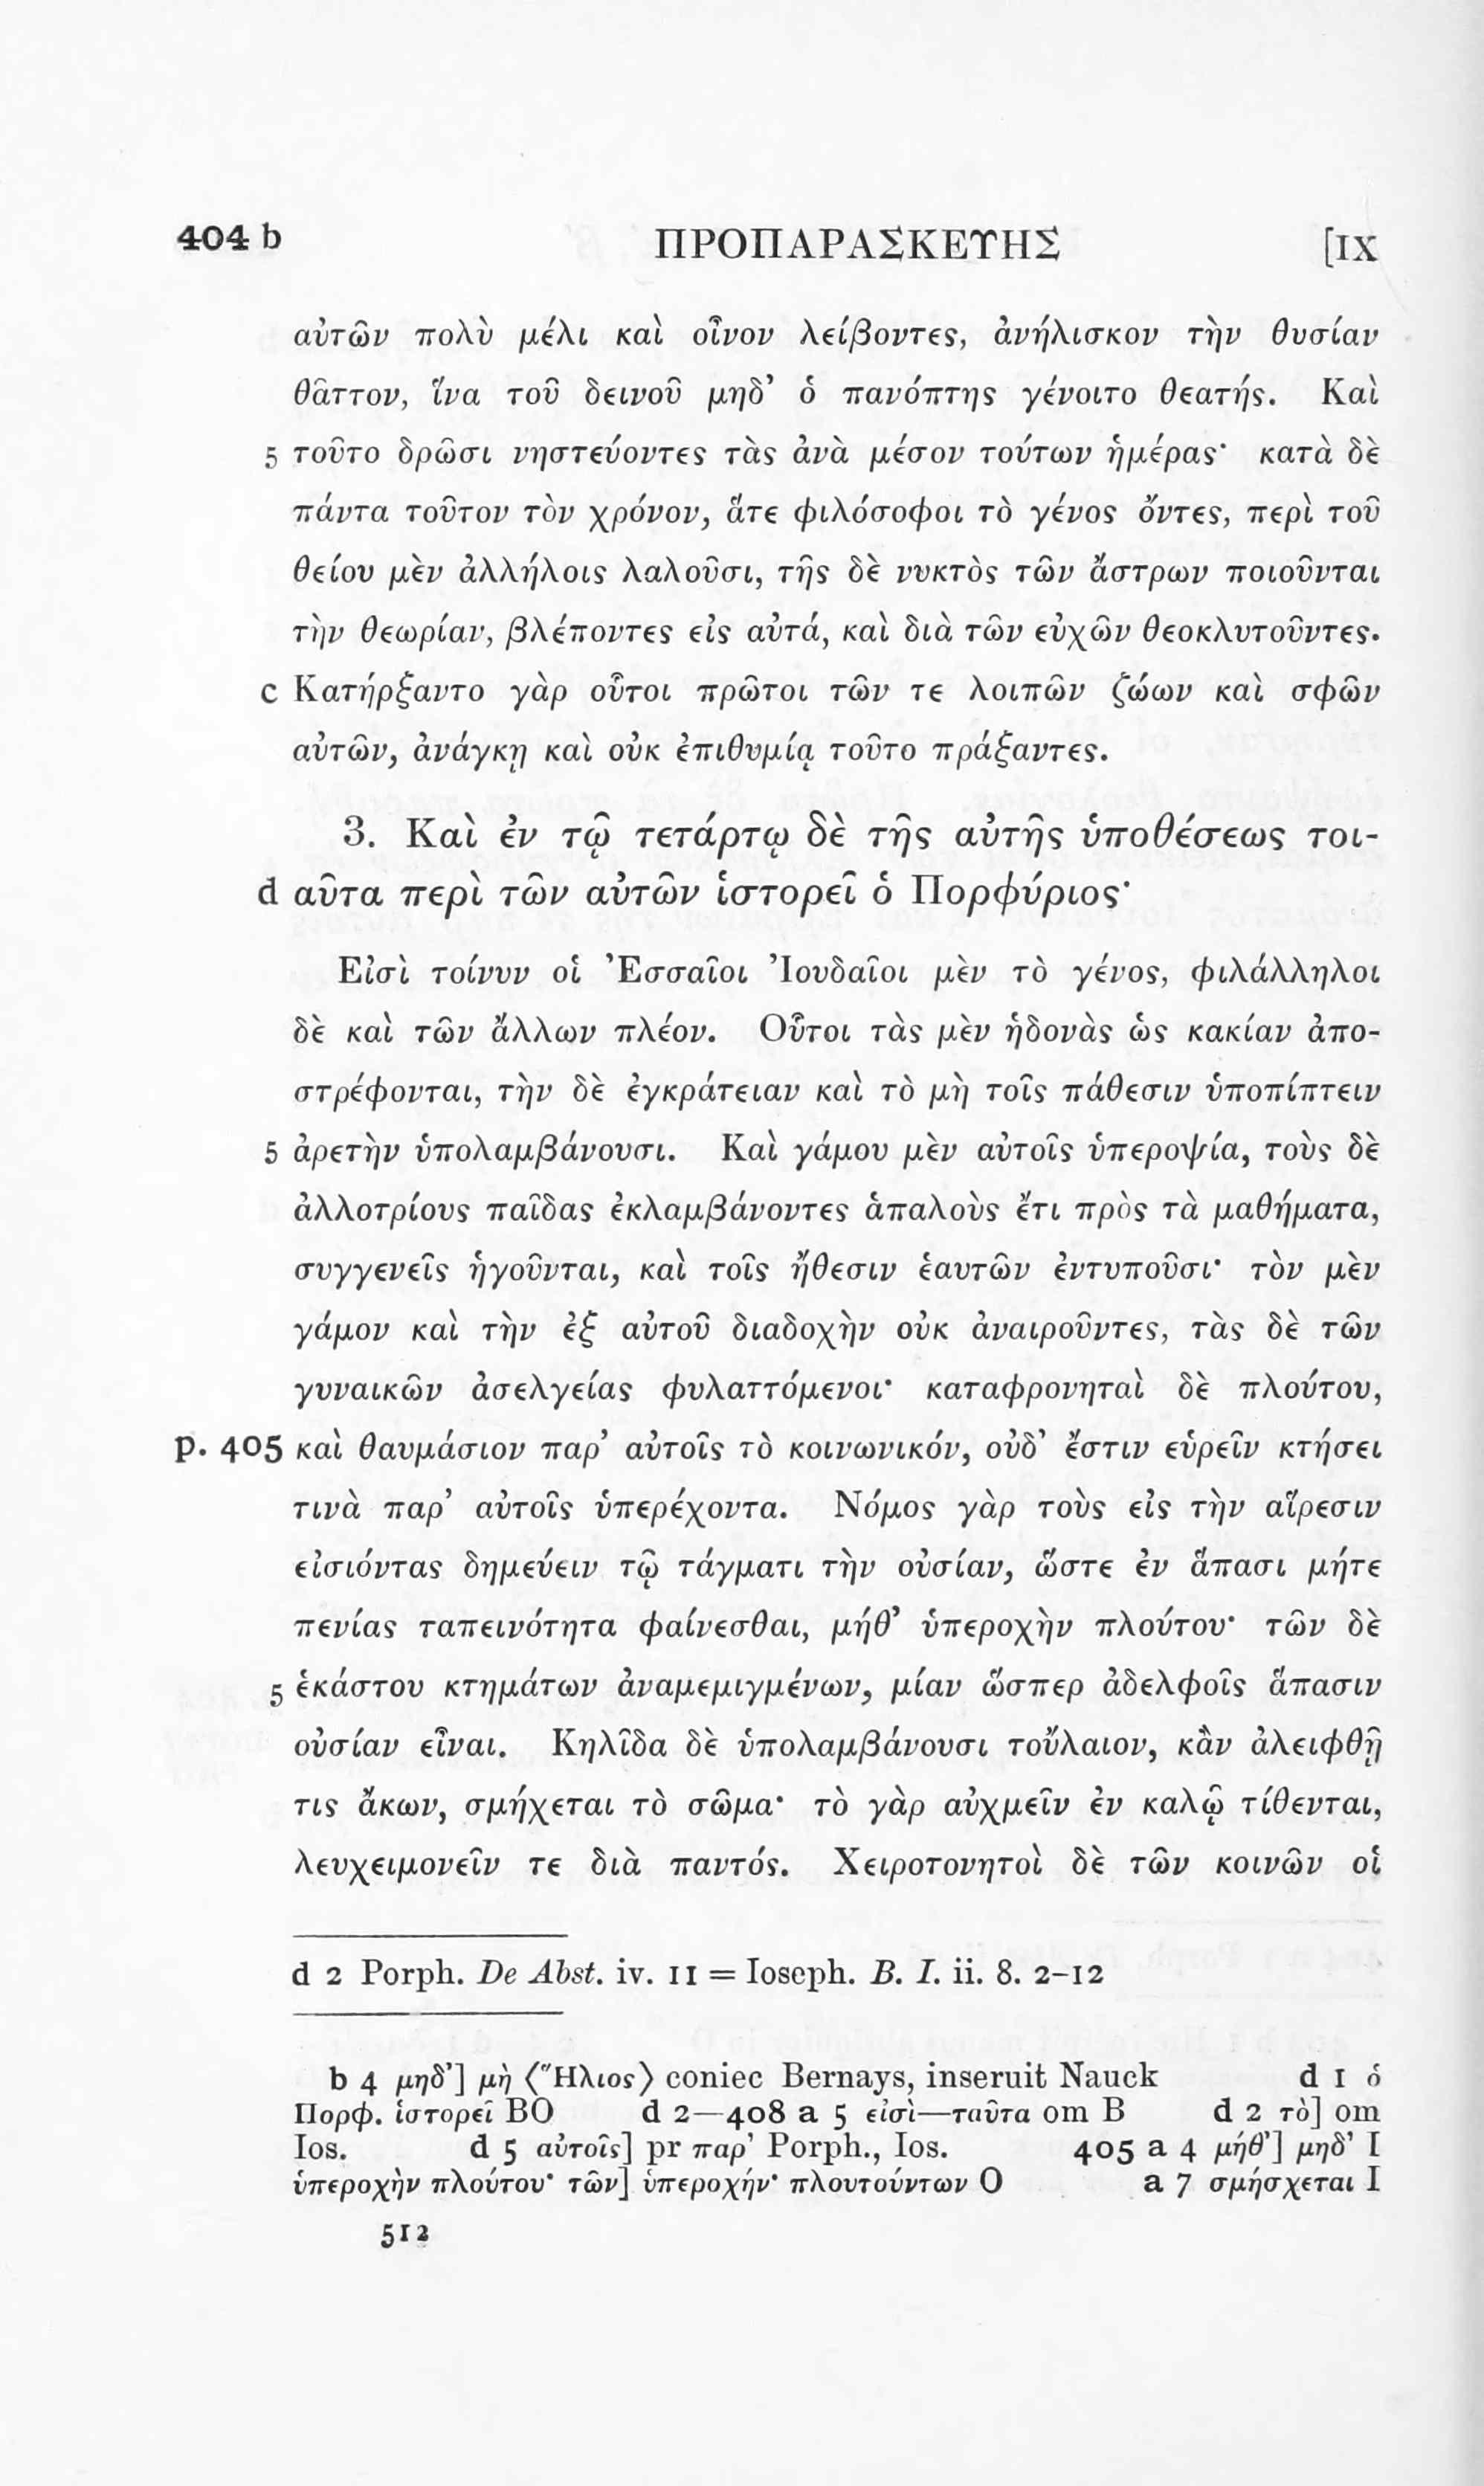 404 b ΠΡΟΠΑΡΑΣΚΕΥΗΣ [IX
αὐτῶν πολὺ μέλι καὶ οἶνον λείβοντες, ἀνήλισκον τὴν θυσίαν
θᾶττον, ἵνα τοῦ δεινοῦ μηδ’ ὁ πανόπτης γένοιτο θεατής. Καὶ
5 τοῦτο δρῶσι νηστεύοντες τὰς ἀνὰ μέσον τούτων ἡμέρας· κατὰ δὲ
πάντα τοῦτον τὸν χρόνον, ἅτε φιλόσοφοι τὸ γένος ὄντες, περὶ τοῦ
θείου μὲν ἀλλήλοις λαλοῦσι, τῆς δὲ νυκτὸς τῶν ἄστρων ποιοῦνται
τὴν θεωρίαν, βλέποντες εἰς αὐτά, καὶ διὰ τῶν εὐχῶν θεοκλυτοῦντες.
c Κατήρξαντο γὰρ οὗτοι πρῶτοι τῶν τε λοιπῶν ζώων καὶ σφῶν
αὐτῶν, ἀνάγκῃ καὶ οὐκ ἐπιθυμίᾳ τοῦτο πράξαντες.
3. Καὶ ἐν τῷ τετάρτῳ δὲ τῆς αὐτῆς ὑποθέσεως τοι-
d αῦτα περὶ τῶν αὐτῶν ἱστορεῖ ὁ Πορφύριος·
Εἰσὶ τοίνυν οἱ Ἐσσαῖοι Ἰουδαῖοι μὲν τὸ γένος, φιλάλληλοι
δὲ καὶ τῶν ἄλλων πλέον. Οὗτοι τὰς μὲν ἡδονὰς ὡς κακίαν ἀπο-
στρέφονται, τὴν δὲ ἐγκράτειαν καὶ τὸ μὴ τοῖς πάθεσιν ὑποπίπτειν
5 ἀρετὴν ὑπολαμβάνουσι. Καὶ γάμου μὲν αὐτοῖς ὑπεροψία, τοὺς δὲ
ἀλλοτρίους παῖδας ἐκλαμβάνοντες ἁπαλοὺς ἔτι πρὸς τὰ μαθήματα,
συγγενεῖς ἡγοῦνται, καὶ τοῖς ἤθεσιν ἑαυτῶν ἐντυποῦσι· τὸν μὲν
γάμον καὶ τὴν ἐξ αὐτοῦ διαδοχὴν οὐκ ἀναιροῦντες, τὰς δὲ τῶν
γυναικῶν ἀσελγείας φυλαττόμενοι· καταφρονηταὶ δὲ πλούτου,
p. 405 καὶ θαυμάσιον παρ’ αὐτοῖς τὸ κοινωνικόν, οὐδ’ ἔστιν εὑρεῖν κτήσει
τινὰ παρ’ αὐτοῖς ὑπερέχοντα. Νόμος γὰρ τοὺς εἰς τὴν αἵρεσιν
εἰσιόντας δημεύειν τῷ τάγματι τὴν οὐσίαν, ὥστε ἐν ἅπασι μήτε
πενίας ταπεινότητα φαίνεσθαι, μήθ’ ὑπεροχὴν πλούτου· τῶν δὲ
5 ἑκάστου κτημάτων ἀναμεμιγμένων, μίαν ὥσπερ ἀδελφοῖς ἅπασιν
οὐσίαν εἶναι. Κηλῖδα δὲ ὑπολαμβάνουσι τοὔλαιον, κἂν ἀλειφθῇ
τις ἄκων, σμήχεται τὸ σῶμα· τὸ γὰρ αὐχμεῖν ἐν καλῷ τίθενται,
λευχειμονεῖν τε διὰ παντός. Χειροτονητοὶ δὲ τῶν κοινῶν οἱ
d 2 Porph. De Abst. iv. 11 = Ioseph. B. I. ii. 8. 2–12
b 4 μηδ’] μὴ ⟨Ἥλιος⟩ coniec Bernays, inseruit Nauck d 1 ὁ
Πορφ. ἱστορεῖ BO d 2—408 a 5 εἰσὶ—ταῦτα om B d 2 τὸ] om
Ios. d 5 αὐτοῖς] pr παρ’ Porph., Ios. 405 a 4 μήθ’] μηδ’ I
ὑπεροχὴν πλούτου· τῶν] ὑπεροχήν· πλουτούντων O a 7 σμήσχεται I
512